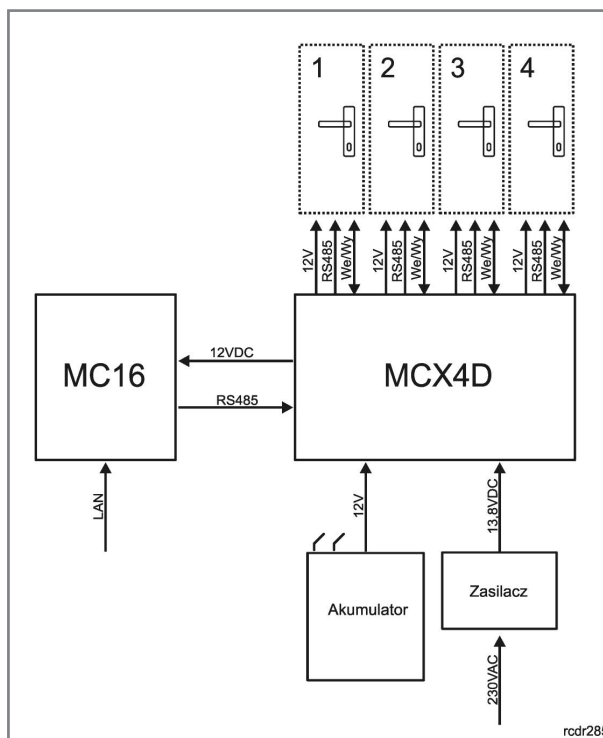 1 2 3 4
12V RS485 We/Wy 12V RS485 We/Wy 12V RS485 We/Wy 12V RS485 We/Wy
MC16
12VDC
RS485
MCX4D
LAN
12V
13,8VDC
Akumulator
Zasilacz
230VAC
rcdr285